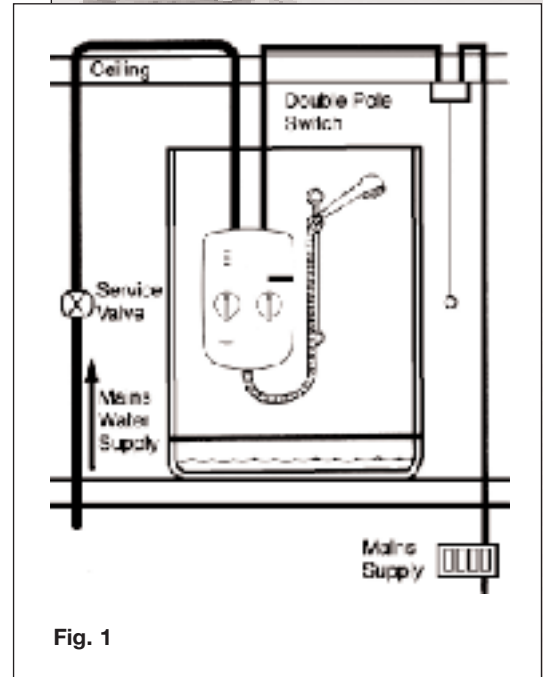 Ceiling
Double Pole
Switch
Service
Valve
Mains
Water
Supply
Mains
Supply
Fig. 1